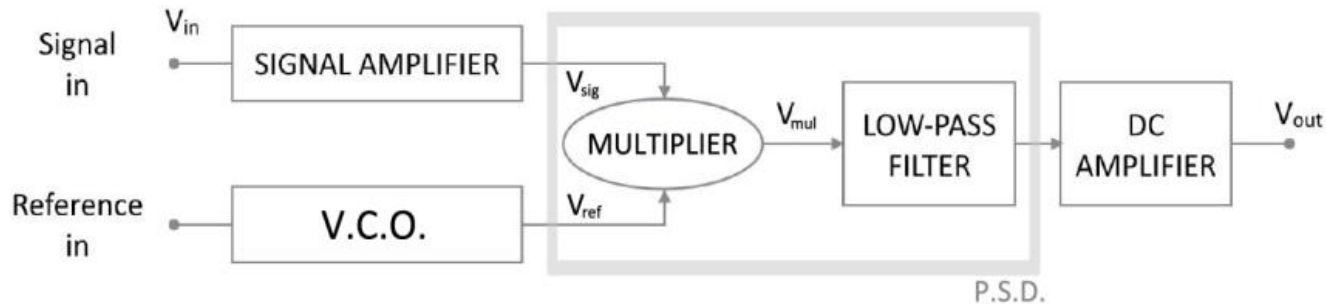 Signal
in
V_in
SIGNAL AMPLIFIER
V_sig
MULTIPLIER
V_mul
LOW-PASS
FILTER
DC
AMPLIFIER
V_out
Reference
in
V.C.O.
V_ref
P.S.D.